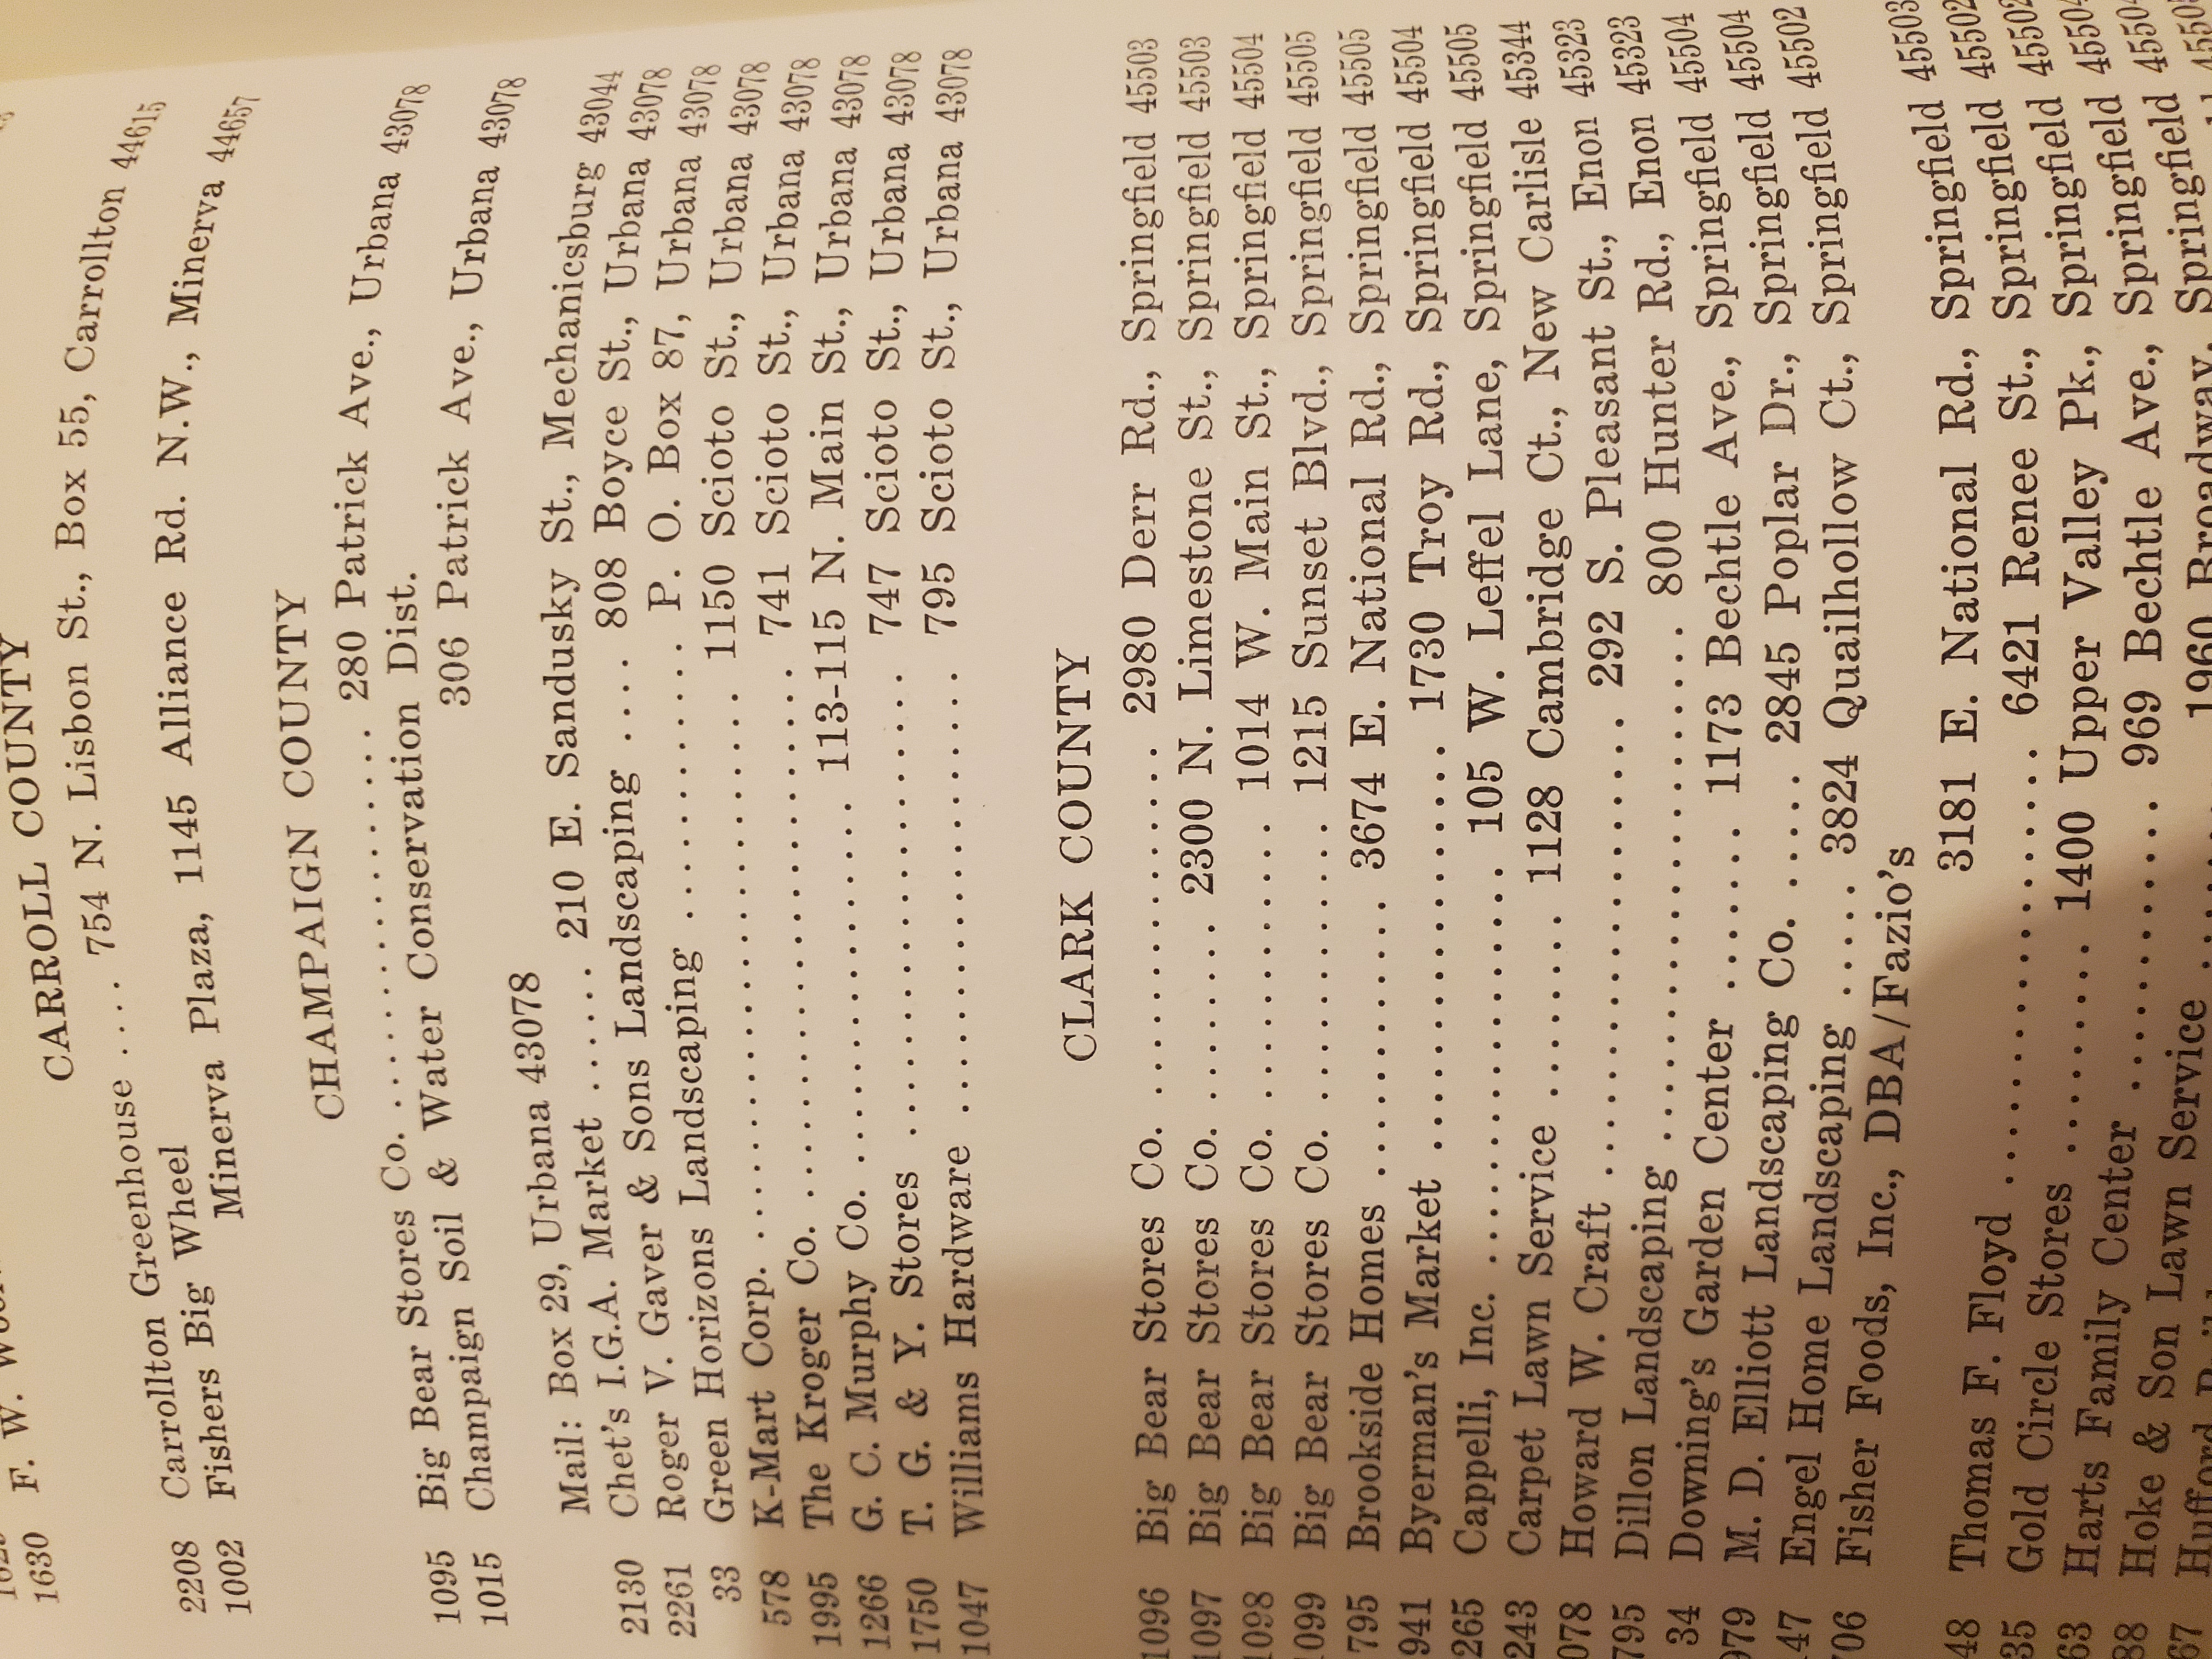 1630 F. W.
CARROLL COUNTY
2208 Carrollton Greenhouse .... 754 N. Lisbon St., Box 55, Carrollton 44615
1002 Fishers Big Wheel
Minerva Plaza, 1145 Alliance Rd. N.W., Minerva 44657
CHAMPAIGN COUNTY
1095 Big Bear Stores Co. .................... 280 Patrick Ave., Urbana 43078
1015 Champaign Soil & Water Conservation Dist.
306 Patrick Ave., Urbana 43078
Mail: Box 29, Urbana 43078
2130 Chet's I.G.A. Market ...... 210 E. Sandusky St., Mechanicsburg 43044
2261 Roger V. Gaver & Sons Landscaping .... 808 Boyce St., Urbana 43078
33 Green Horizons Landscaping ............ P. O. Box 87, Urbana 43078
578 K-Mart Corp. .......................... 1150 Scioto St., Urbana 43078
1995 The Kroger Co. ......................... 741 Scioto St., Urbana 43078
1266 G. C. Murphy Co. ................. 113-115 N. Main St., Urbana 43078
1750 T. G. & Y. Stores ..................... 747 Scioto St., Urbana 43078
1047 Williams Hardware .................... 795 Scioto St., Urbana 43078
CLARK COUNTY
1096 Big Bear Stores Co. ................. 2980 Derr Rd., Springfield 45503
1097 Big Bear Stores Co. .......... 2300 N. Limestone St., Springfield 45503
1098 Big Bear Stores Co. .............. 1014 W. Main St., Springfield 45504
1099 Big Bear Stores Co. .............. 1215 Sunset Blvd., Springfield 45505
795 Brookside Homes ............. 3674 E. National Rd., Springfield 45505
941 Byerman's Market ................... 1730 Troy Rd., Springfield 45504
265 Cappelli, Inc. ................... 105 W. Leffel Lane, Springfield 45505
243 Carpet Lawn Service ........ 1128 Cambridge Ct., New Carlisle 45344
078 Howard W. Craft ..................... 292 S. Pleasant St., Enon 45323
795 Dillon Landscaping ...................... 800 Hunter Rd., Enon 45323
34 Downing's Garden Center ....... 1173 Bechtle Ave., Springfield 45504
979 M. D. Elliott Landscaping Co. ..... 2845 Poplar Dr., Springfield 45504
47 Engel Home Landscaping ..... 3824 Quailhollow Ct., Springfield 45502
706 Fisher Foods, Inc., DBA/Fazio's
3181 E. National Rd., Springfield 45503
48 Thomas F. Floyd .................... 6421 Renee St., Springfield 45502
35 Gold Circle Stores .......... 1400 Upper Valley Pk., Springfield 45504
63 Harts Family Center ............. 969 Bechtle Ave., Springfield 45504
88 Hoke & Son Lawn Service ......... 1960 Broadway, Springfield
67